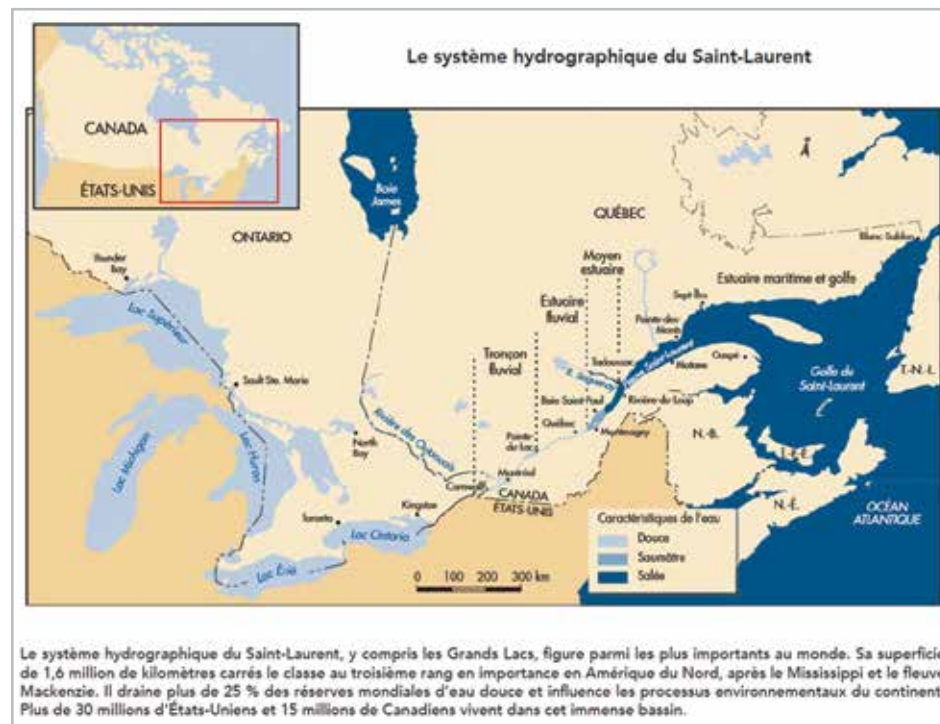 Le système hydrographique du Saint-Laurent
CANADA
ÉTATS-UNIS
Baie
James
QUÉBEC
ONTARIO
Blanc-Sablon
Thunder
Bay
Moyen
estuaire
Estuaire maritime et golfe
Lac Supérieur
Estuaire
fluvial
Sept-Îles
Pointe-des-
Monts
Tronçon
fluvial
Tadoussac
Fleuve Saint-Laurent
Gaspé
Matane
Golfe de
Saint-Laurent
T.-N.-L.
Sault Ste. Marie
R. Saguenay
Baie-Saint-Paul
Rivière-du-Loup
Rivière des Outaouais
Québec
Montmagny
N.-B.
Î.-P.-É.
Lac Michigan
Lac Huron
North
Bay
Pointe-
du-Lac
Montréal
Cornwall
CANADA
ÉTATS-UNIS
N.-É.
OCÉAN
ATLANTIQUE
Kingston
Toronto
Lac Ontario
Lac Érié
Caractéristiques de l'eau
Douce
Saumâtre
Salée
0 100 200 300 km
Le système hydrographique du Saint-Laurent, y compris les Grands Lacs, figure parmi les plus importants au monde. Sa superficie
de 1,6 million de kilomètres carrés le classe au troisième rang en importance en Amérique du Nord, après le Mississippi et le fleuve
Mackenzie. Il draine plus de 25 % des réserves mondiales d'eau douce et influence les processus environnementaux du continent.
Plus de 30 millions d'États-Uniens et 15 millions de Canadiens vivent dans cet immense bassin.